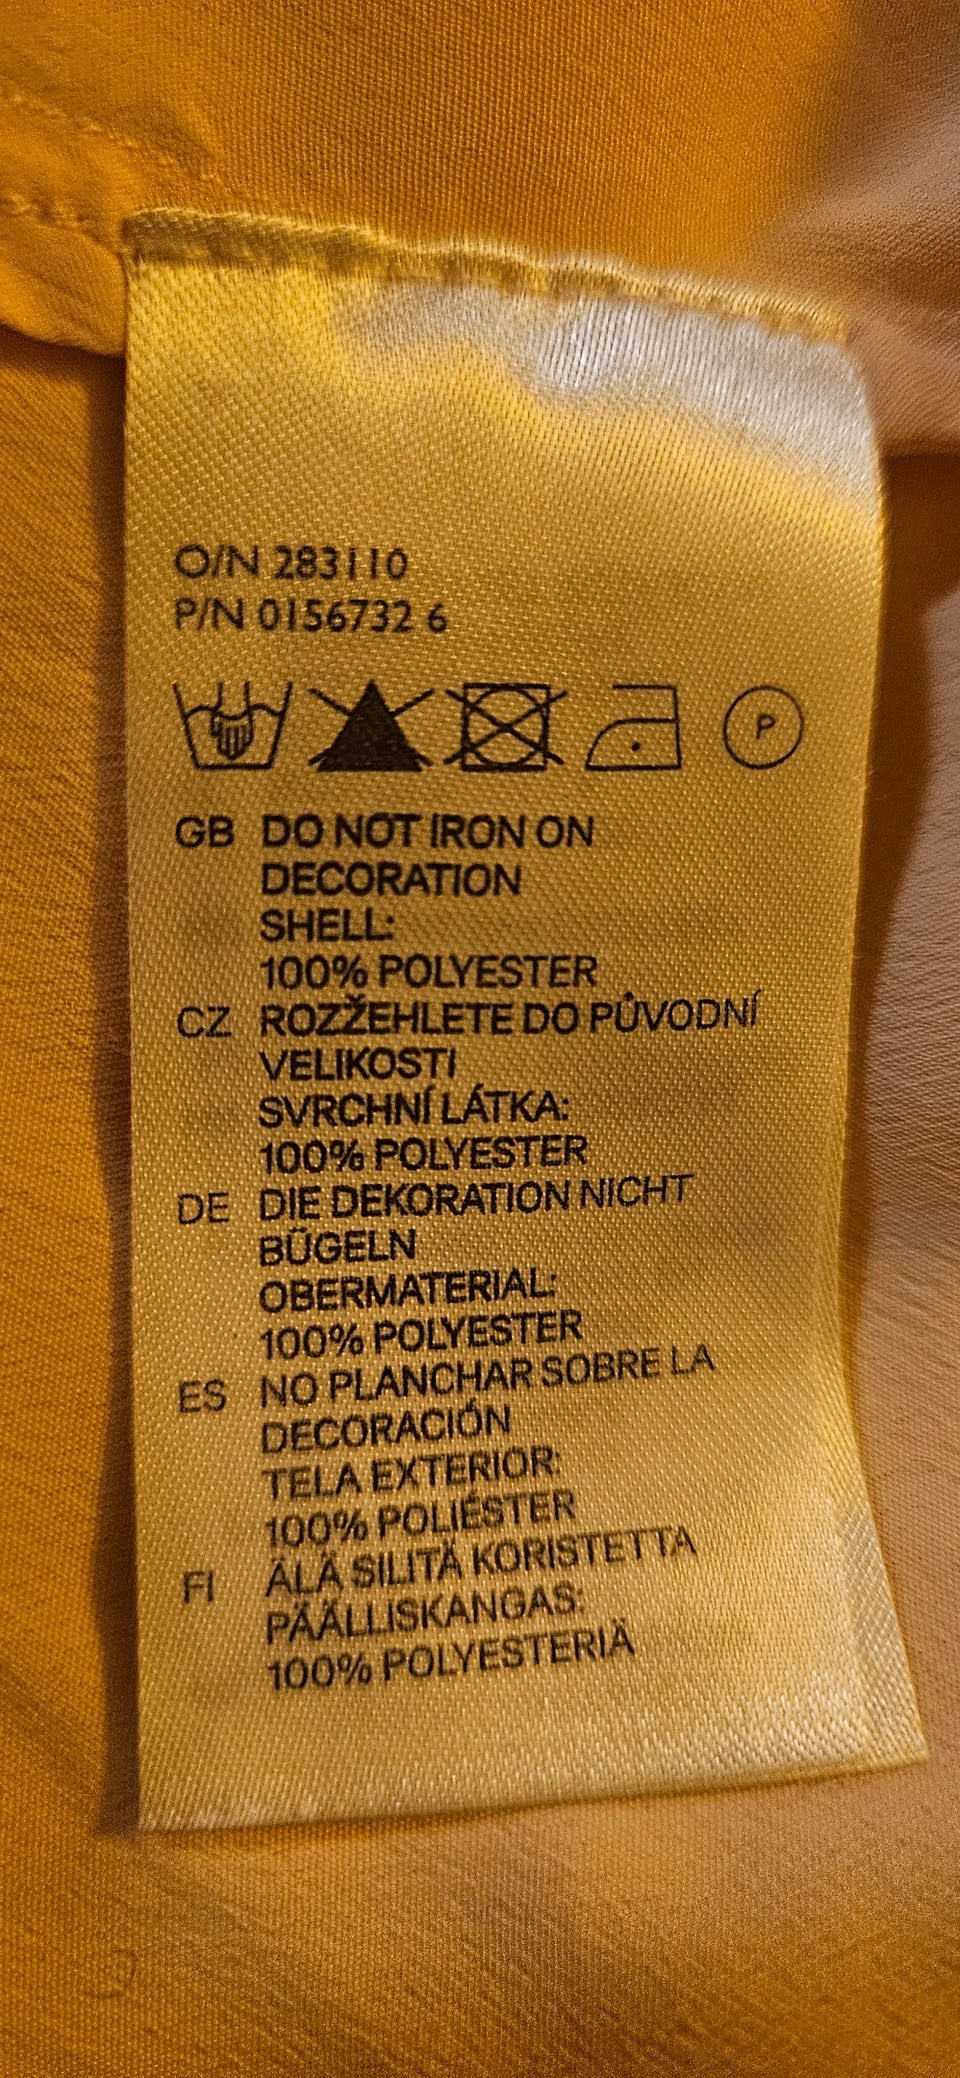 O/N 283110
P/N 0156732 6
P
GB DO NOT IRON ON
DECORATION
SHELL:
100% POLYESTER
CZ ROZŽEHLETE DO PŮVODNÍ
VELIKOSTI
SVRCHNÍ LÁTKA:
100% POLYESTER
DE DIE DEKORATION NICHT
BÜGELN
OBERMATERIAL:
100% POLYESTER
ES NO PLANCHAR SOBRE LA
DECORACIÓN
TELA EXTERIOR:
100% POLIÉSTER
FI ÄLÄ SILITÄ KORISTETTA
PÄÄLLISKANGAS:
100% POLYESTERIÄ